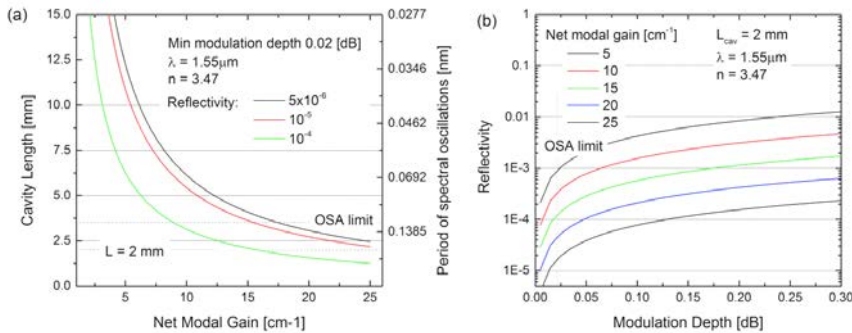 (a)
15.0
12.5
10.0
7.5
5.0
2.5
0.0
Cavity Length [mm]
5
10
15
20
25
Net Modal Gain [cm-1]
Min modulation depth 0.02 [dB]
λ = 1.55μm
n = 3.47
Reflectivity:
5x10⁻⁶
10⁻⁵
10⁻⁴
OSA limit
L = 2 mm
0.0277
0.0346
0.0462
0.0692
0.1385
Period of spectral oscillations [nm]
(b)
1
0.1
0.01
1E-3
1E-4
1E-5
Reflectivity
0.00
0.05
0.10
0.15
0.20
0.25
0.30
Modulation Depth [dB]
Net modal gain [cm⁻¹]
5
10
15
20
25
L_cav = 2 mm
λ = 1.55μm
n = 3.47
OSA limit